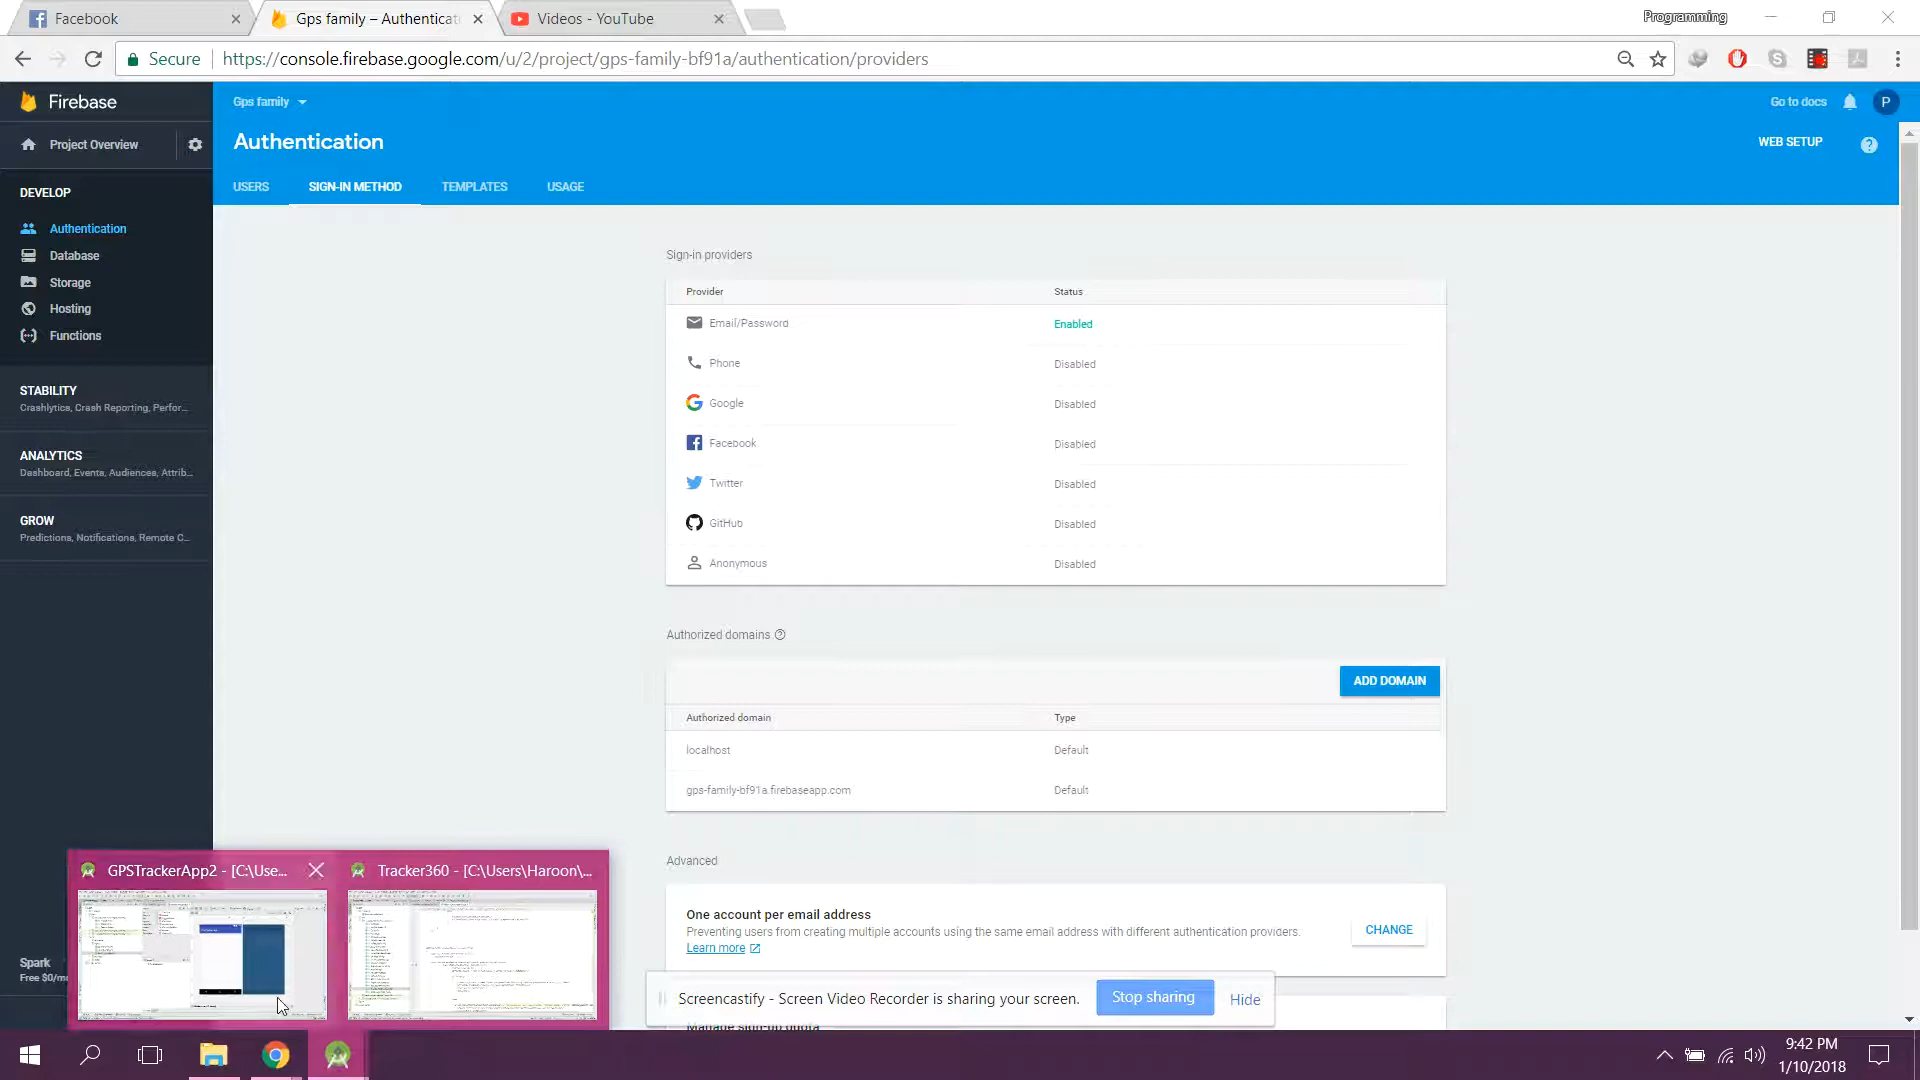 Facebook
Gps family – Authenticat
Videos - YouTube
Programming
Secure
https://console.firebase.google.com/u/2/project/gps-family-bf91a/authentication/providers
Firebase
Gps family
Go to docs
P
Project Overview
Authentication
WEB SETUP
USERS
SIGN-IN METHOD
TEMPLATES
USAGE
DEVELOP
Authentication
Database
Storage
Hosting
Functions
STABILITY
Crashlytics, Crash Reporting, Perfor...
ANALYTICS
Dashboard, Events, Audiences, Attrib...
GROW
Predictions, Notifications, Remote C...
Spark
Free $0/mo
Sign-in providers
Provider Status
Email/Password Enabled
Phone Disabled
Google Disabled
Facebook Disabled
Twitter Disabled
GitHub Disabled
Anonymous Disabled
Authorized domains
ADD DOMAIN
Authorized domain Type
localhost Default
gps-family-bf91a.firebaseapp.com Default
Advanced
One account per email address
Preventing users from creating multiple accounts using the same email address with different authentication providers.
Learn more
CHANGE
Manage sign-up quota
GPSTrackerApp2 - [C:\Use...
Tracker360 - [C:\Users\Haroon\...
Screencastify - Screen Video Recorder is sharing your screen.
Stop sharing
Hide
9:42 PM
1/10/2018